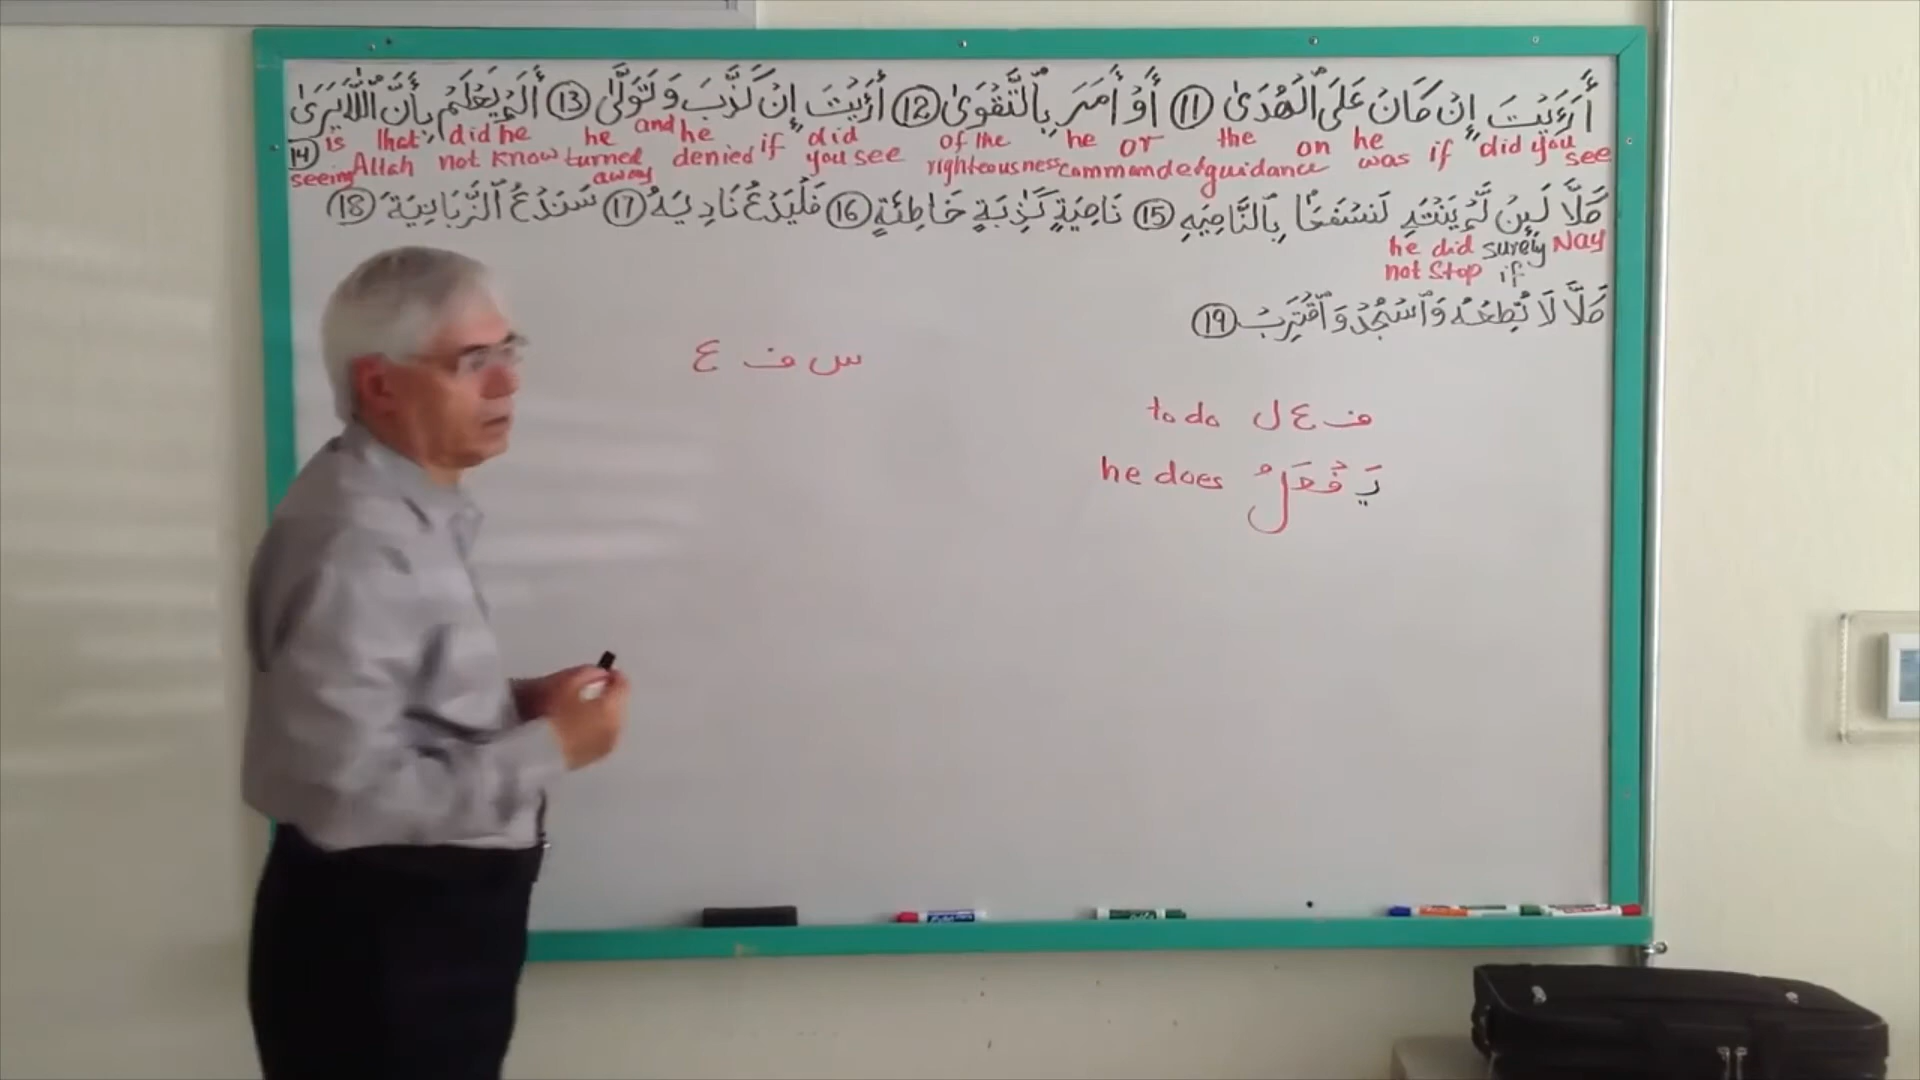 أَرَءَيْتَ إِن كَانَ عَلَى ٱلْهُدَىٰٓ ⑪ أَوْ أَمَرَ بِٱلتَّقْوَىٰٓ ⑫ أَرَءَيْتَ إِن كَذَّبَ وَتَوَلَّىٰٓ ⑬ أَلَمْ يَعْلَم بِأَنَّ ٱللَّهَ يَرَىٰ
is that, did he he and he if did of the he or the on he did you
⑭ seeing Allah not know turned away denied you see righteousness commanded guidance was if see
كَلَّا لَئِن لَّمْ يَنتَهِ لَنَسْفَعًۢا بِٱلنَّاصِيَةِ ⑮ نَاصِيَةٍ كَٰذِبَةٍ خَاطِئَةٍ ⑯ فَلْيَدْعُ نَادِيَهُۥ ⑰ سَنَدْعُ ٱلزَّبَانِيَةَ ⑱
he did surely Nay
not stop if
كَلَّا لَا تُطِعْهُ وَٱسْجُدْ وَٱقْتَرِب ⑲
س ف ع
to do ف ع ل
he does يَفْعَلُ